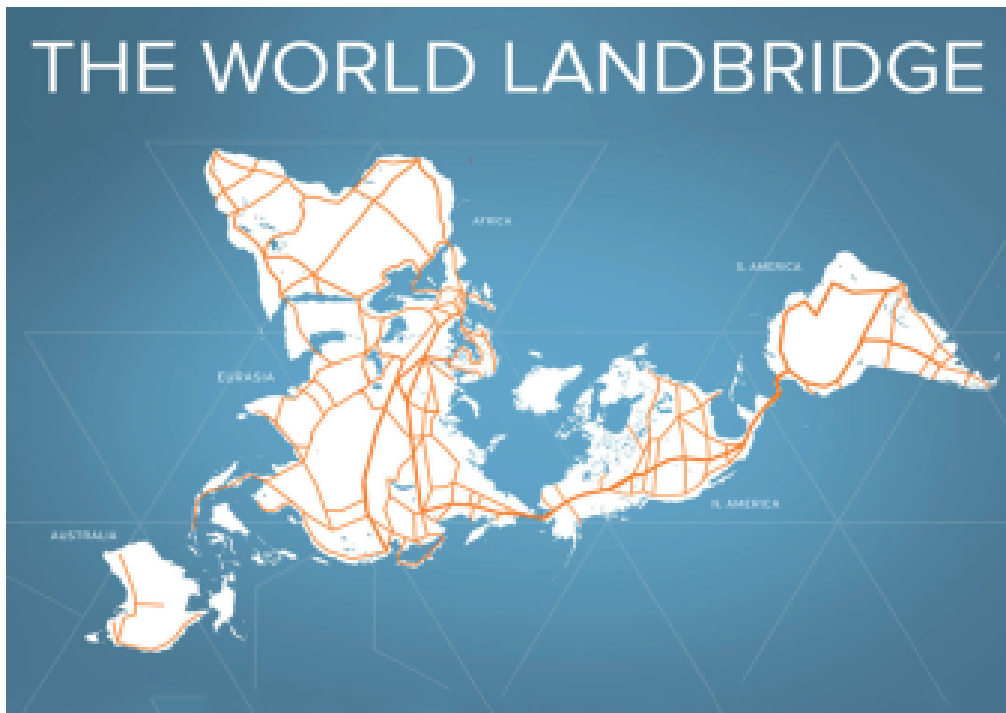 THE WORLD LANDBRIDGE
AFRICA
S. AMERICA
EURASIA
N. AMERICA
AUSTRALIA